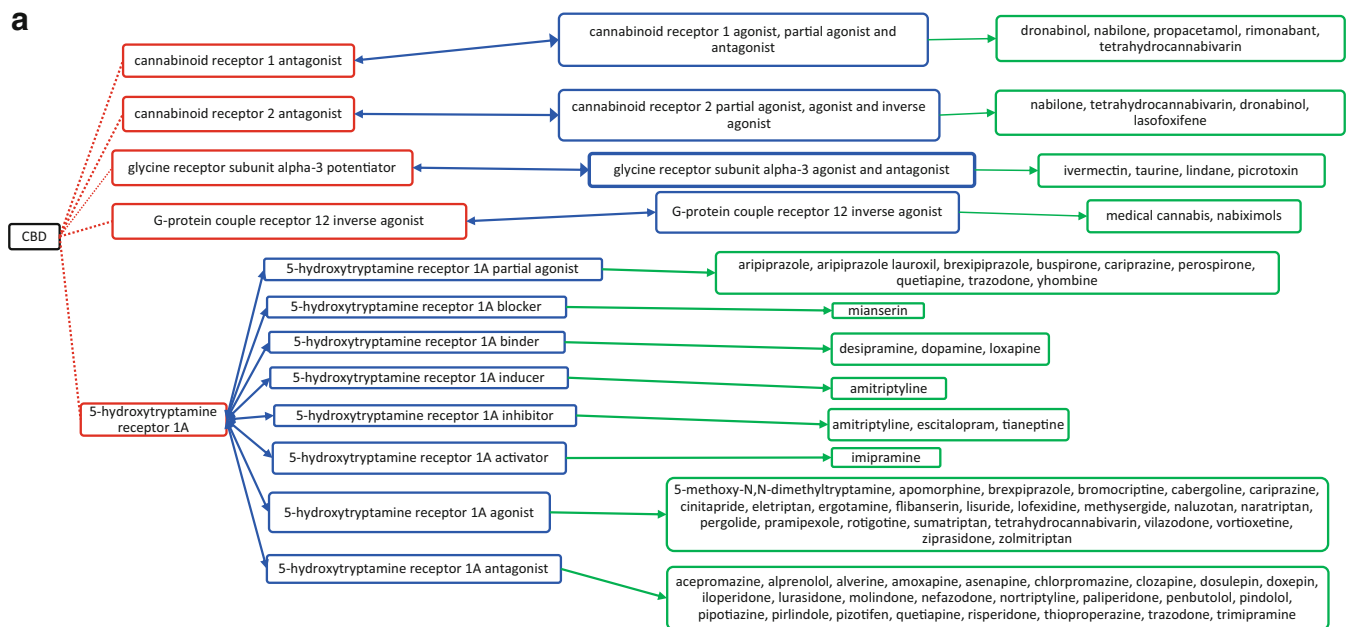 a
cannabinoid receptor 1 antagonist
cannabinoid receptor 1 agonist, partial agonist and
antagonist
dronabinol, nabilone, propacetamol, rimonabant,
tetrahydrocannabivarin
cannabinoid receptor 2 antagonist
cannabinoid receptor 2 partial agonist, agonist and inverse
agonist
nabilone, tetrahydrocannabivarin, dronabinol,
lasofoxifene
glycine receptor subunit alpha-3 potentiator
glycine receptor subunit alpha-3 agonist and antagonist
ivermectin, taurine, lindane, picrotoxin
G-protein couple receptor 12 inverse agonist
G-protein couple receptor 12 inverse agonist
medical cannabis, nabiximols
CBD
5-hydroxytryptamine receptor 1A partial agonist
aripiprazole, aripiprazole lauroxil, brexipiprazole, buspirone, cariprazine, perospirone,
quetiapine, trazodone, yhombine
5-hydroxytryptamine receptor 1A blocker
mianserin
5-hydroxytryptamine receptor 1A binder
desipramine, dopamine, loxapine
5-hydroxytryptamine receptor 1A inducer
amitriptyline
5-hydroxytryptamine
receptor 1A
5-hydroxytryptamine receptor 1A inhibitor
amitriptyline, escitalopram, tianeptine
5-hydroxytryptamine receptor 1A activator
imipramine
5-hydroxytryptamine receptor 1A agonist
5-methoxy-N,N-dimethyltryptamine, apomorphine, brexpiprazole, bromocriptine, cabergoline, cariprazine,
cinitapride, eletriptan, ergotamine, flibanserin, lisuride, lofexidine, methysergide, naluzotan, naratriptan,
pergolide, pramipexole, rotigotine, sumatriptan, tetrahydrocannabivarin, vilazodone, vortioxetine,
ziprasidone, zolmitriptan
5-hydroxytryptamine receptor 1A antagonist
acepromazine, alprenolol, alverine, amoxapine, asenapine, chlorpromazine, clozapine, dosulepin, doxepin,
iloperidone, lurasidone, molindone, nefazodone, nortriptyline, paliperidone, penbutolol, pindolol,
pipotiazine, pirlindole, pizotifen, quetiapine, risperidone, thioproperazine, trazodone, trimipramine